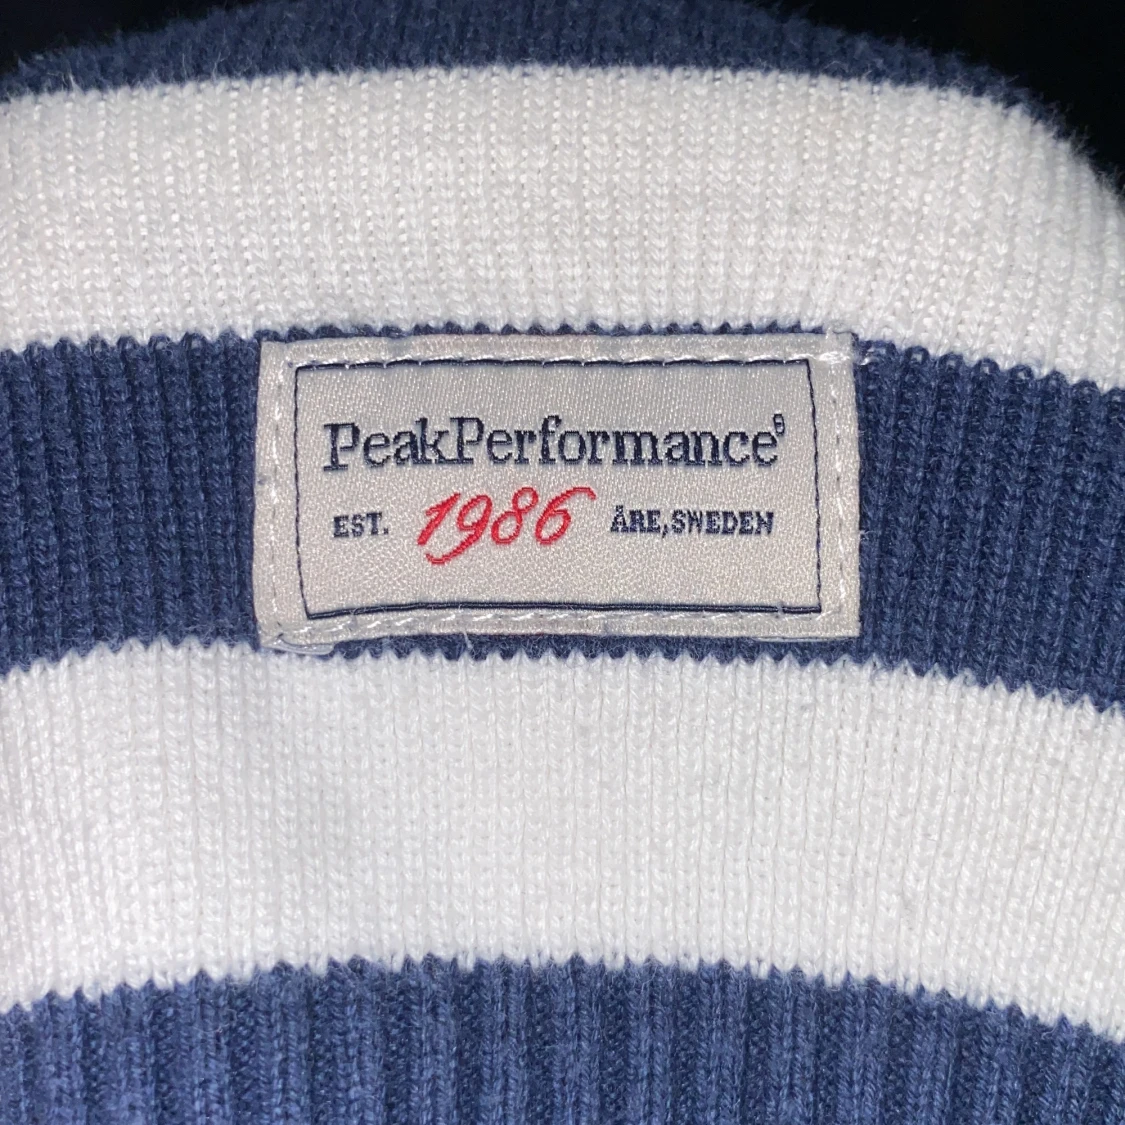 PeakPerformance®
EST. 1986 ÅRE, SWEDEN